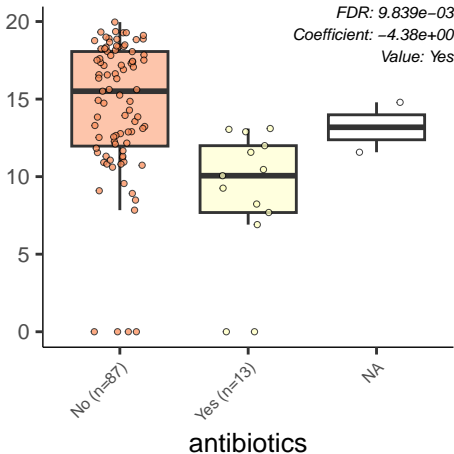 FDR: 9.839e−03
Coefficient: −4.38e+00
Value: Yes
20
15
10
5
0
No (n=87)
Yes (n=13)
NA
antibiotics